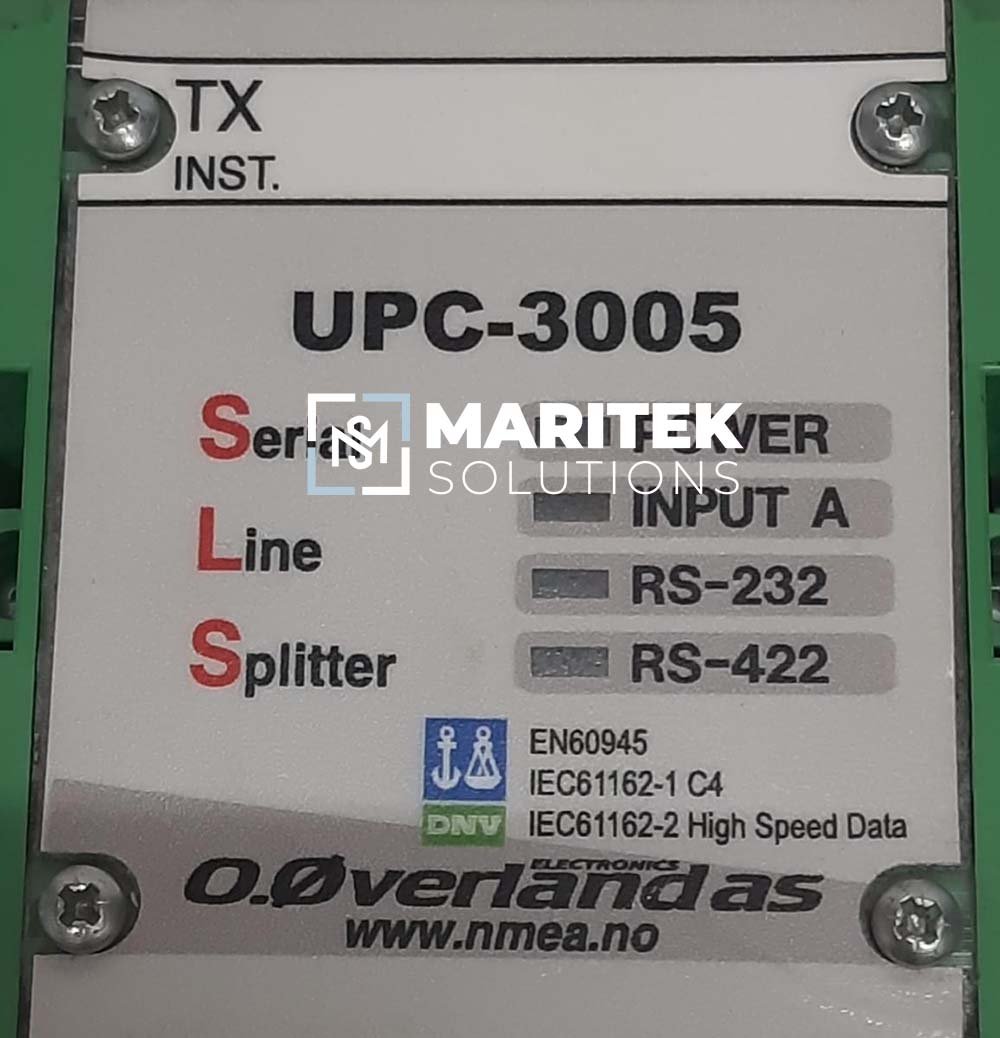 TX
INST.
UPC-3005
Serial
Line
Splitter
MARITEK
SOLUTIONS
POWER
INPUT A
RS-232
RS-422
DNV
EN60945
IEC61162-1 C4
IEC61162-2 High Speed Data
ELECTRONICS
O.Øverland as
www.nmea.no